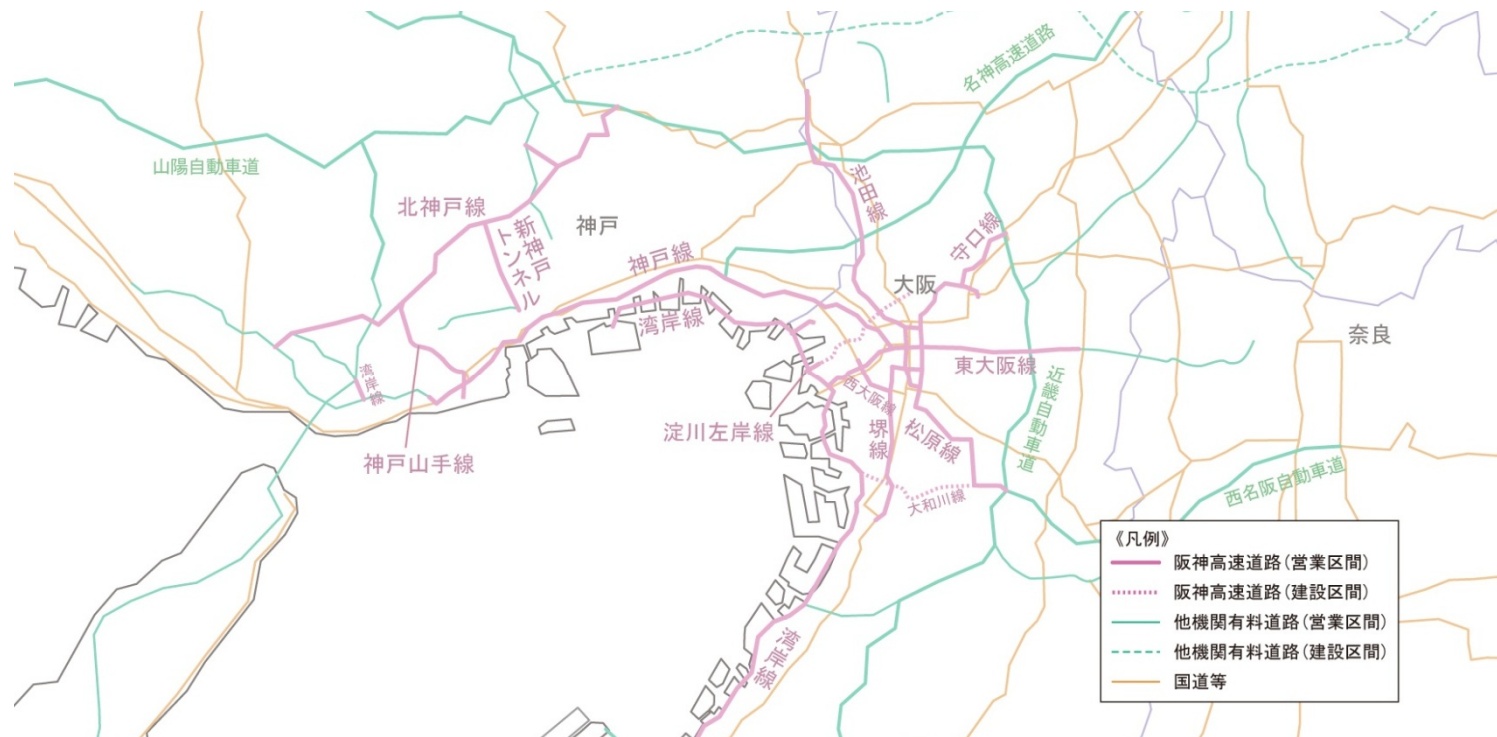 名神高速道路
山陽自動車道
池田線
北神戸線
新神戸
トンネル
神戸
守口線
神戸線
大阪
湾岸線
奈良
東大阪線
湾岸線
西大阪線
近畿自動車道
淀川左岸線
堺線
松原線
神戸山手線
西名阪自動車道
大和川線
《凡例》
阪神高速道路(営業区間)
阪神高速道路(建設区間)
他機関有料道路(営業区間)
他機関有料道路(建設区間)
国道等
湾岸線